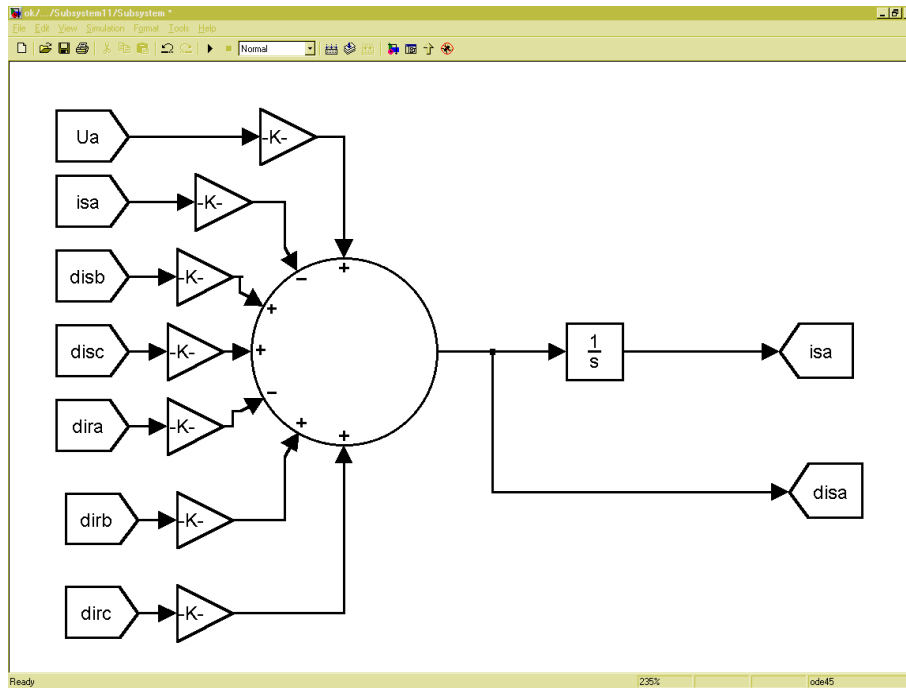 ok/.../Subsystem11/Subsystem *
File Edit View Simulation Format Tools Help
Normal
Ua
-K-
+
isa
-K-
−
disb
-K-
+
disc
-K-
+
dira
-K-
−
dirb
-K-
+
dirc
-K-
+
1
s
isa
disa
Ready 235% ode45